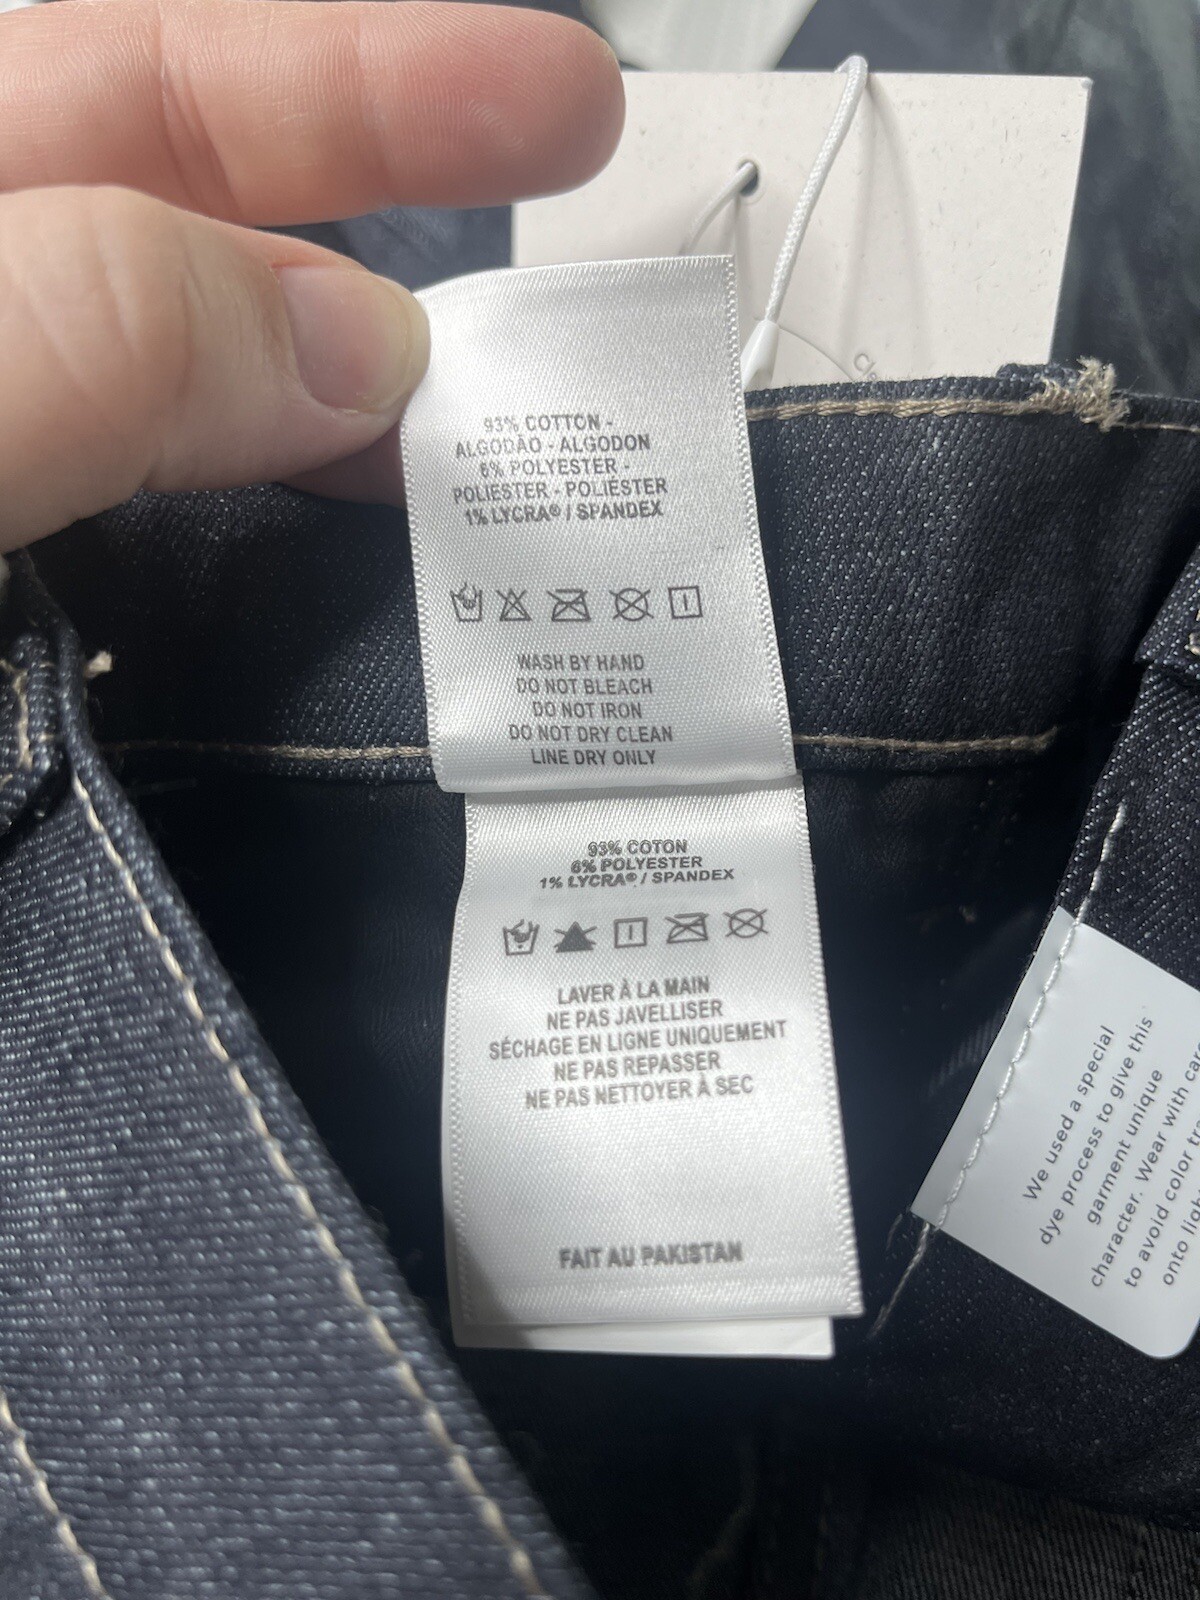 93% COTTON -
ALGODÃO - ALGODON
6% POLYESTER -
POLIESTER - POLIÉSTER
1% LYCRA® / SPANDEX
WASH BY HAND
DO NOT BLEACH
DO NOT IRON
DO NOT DRY CLEAN
LINE DRY ONLY
93% COTON
6% POLYESTER
1% LYCRA® / SPANDEX
LAVER À LA MAIN
NE PAS JAVELLISER
SÉCHAGE EN LIGNE UNIQUEMENT
NE PAS REPASSER
NE PAS NETTOYER À SEC
FAIT AU PAKISTAN
We used a special
dye process to give this
garment unique
character. Wear with care
to avoid color
onto